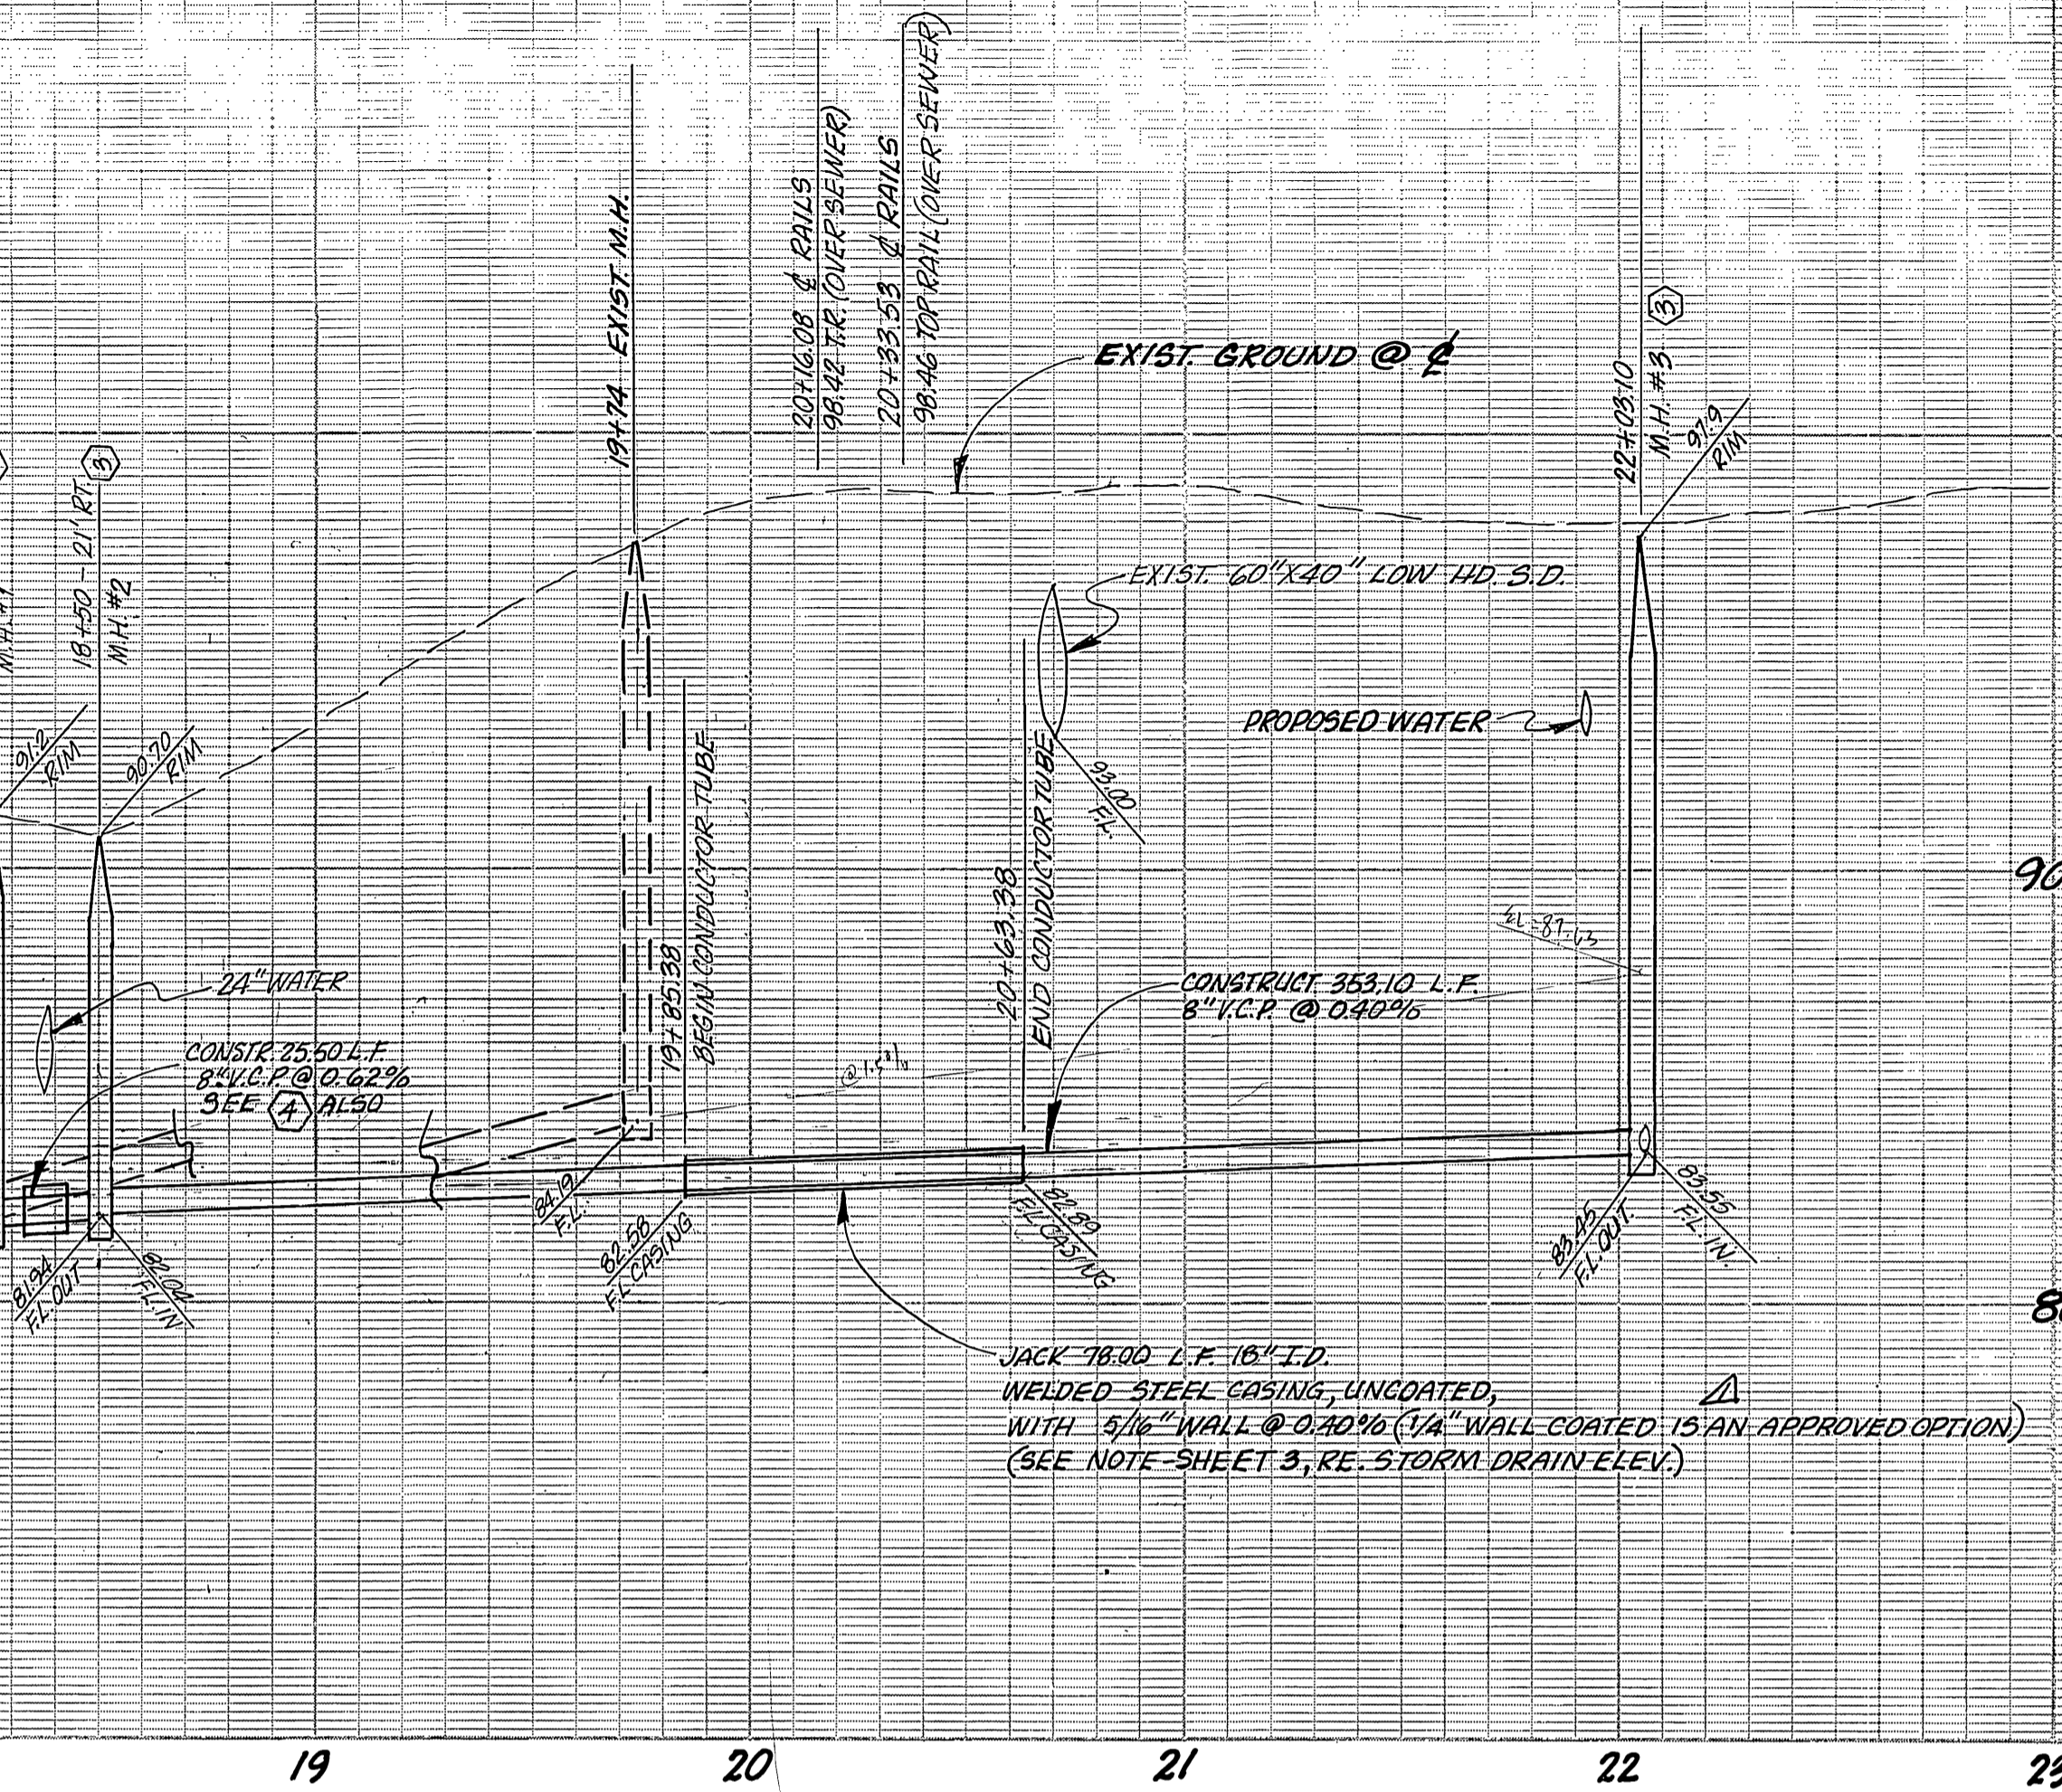 20+16.08 ℄ RAILS
98.42 T.R. (OVER SEWER)
20+33.53 ℄ RAILS
98.46 TOP RAIL (OVER SEWER)
19+74 EXIST. M.H.
EXIST. GROUND @ ℄
22+03.10
M.H. #3 3
97.9
RIM
18+50 - 21' RT. 3
M.H. #2
M.H. #1
91.2
RIM
90.70
RIM
EXIST. 60"X40" LOW HD. S.D.
PROPOSED WATER
93.00
F.L.
90
19+85.38
BEGIN CONDUCTOR TUBE
20+63.38
END CONDUCTOR TUBE
EL=87.63
24" WATER
CONSTRUCT 353.10 L.F.
8" V.C.P. @ 0.40%
CONSTR. 25.50 L.F.
8" V.C.P. @ 0.62%
SEE 4 ALSO
@ 1.5%
84.19
F.L.
82.58
F.L. CASING
82.89
F.L. CASING
83.45
F.L. OUT.
83.55
F.L. IN.
81.94
F.L. OUT
82.04
F.L. IN
JACK 78.00 L.F. 18" I.D.
WELDED STEEL CASING, UNCOATED,
WITH 5/16" WALL @ 0.40% (1/4" WALL COATED IS AN APPROVED OPTION)
(SEE NOTE-SHEET 3, RE. STORM DRAIN ELEV.)
19 20 21 22